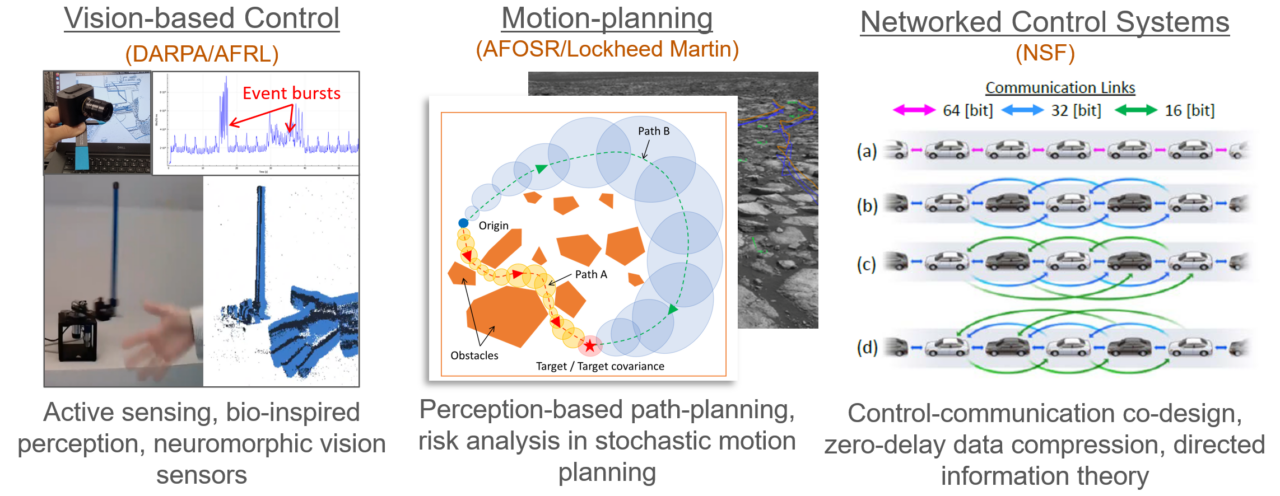 Vision-based Control
(DARPA/AFRL)
Event bursts
Active sensing, bio-inspired
perception, neuromorphic vision
sensors
Motion-planning
(AFOSR/Lockheed Martin)
Path B
Origin
Path A
Obstacles
Target / Target covariance
Perception-based path-planning,
risk analysis in stochastic motion
planning
Networked Control Systems
(NSF)
Communication Links
64 [bit] 32 [bit] 16 [bit]
(a)
(b)
(c)
(d)
Control-communication co-design,
zero-delay data compression, directed
information theory